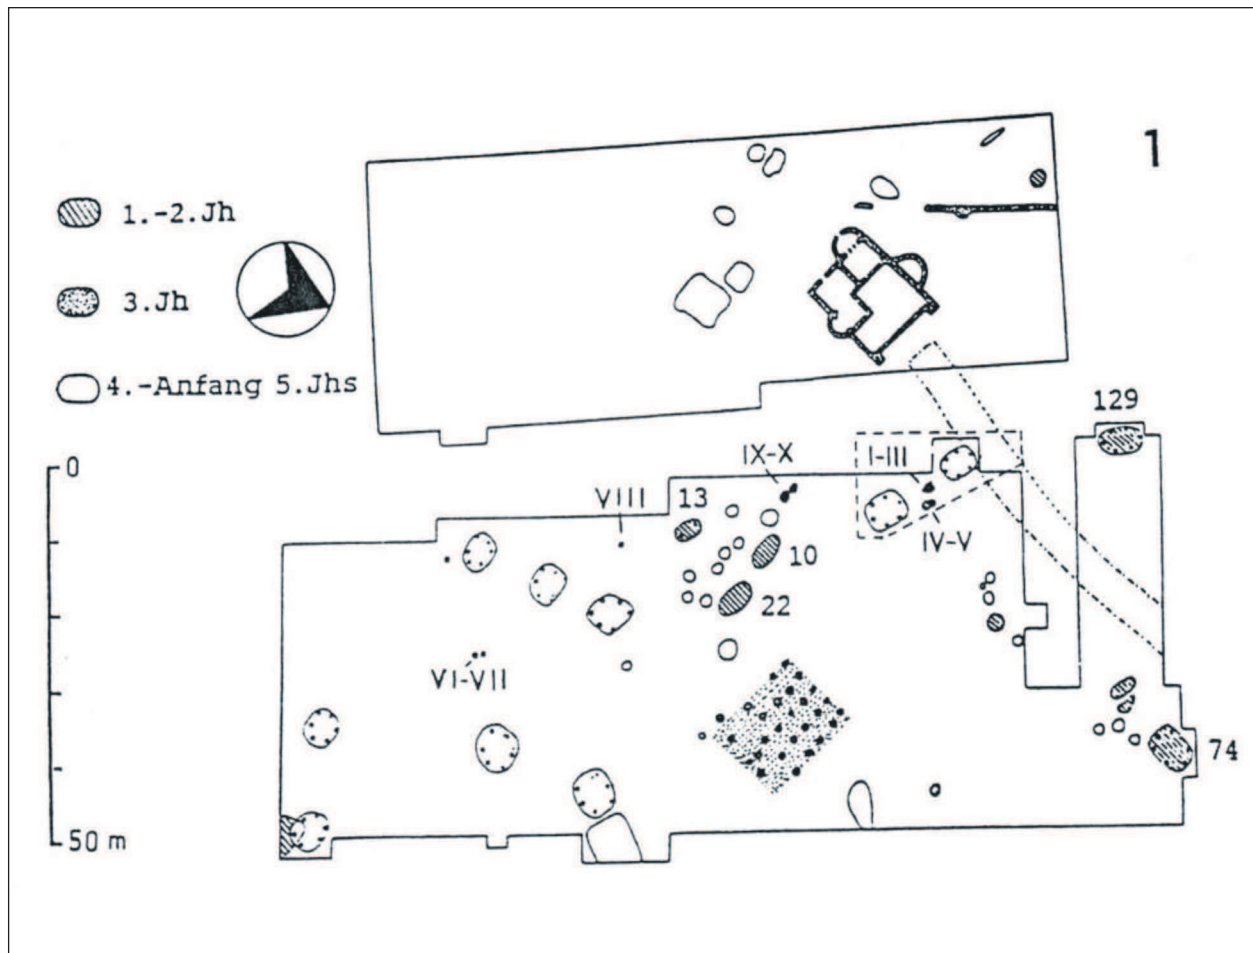 1
1.-2.Jh
3.Jh
4.-Anfang 5.Jhs
129
0
IX-X
I-III
VIII
13
IV-V
10
22
VI-VII
74
50 m